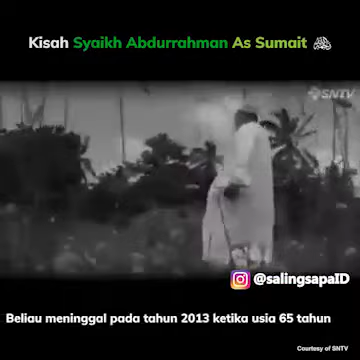 Kisah Syaikh Abdurrahman As Sumait
SNTV
@salingsapaID
Beliau meninggal pada tahun 2013 ketika usia 65 tahun
Courtesy of SNTV